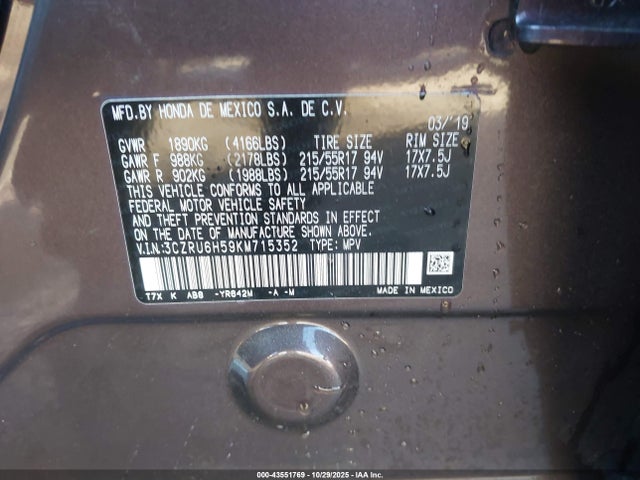 MFD.BY HONDA DE MEXICO S.A. DE C.V.
03/'19
GVWR 1890KG (4166LBS) TIRE SIZE RIM SIZE
GAWR F 988KG (2178LBS) 215/55R17 94V 17X7.5J
GAWR R 902KG (1988LBS) 215/55R17 94V 17X7.5J
THIS VEHICLE CONFORMS TO ALL APPLICABLE
FEDERAL MOTOR VEHICLE SAFETY
AND THEFT PREVENTION STANDARDS IN EFFECT
ON THE DATE OF MANUFACTURE SHOWN ABOVE.
V.I.N:3CZRU6H59KM715352 TYPE: MPV
T7X K AB9 -YR642M -A -M MADE IN MEXICO
000-43551769 - 10/29/2025 - IAA Inc.